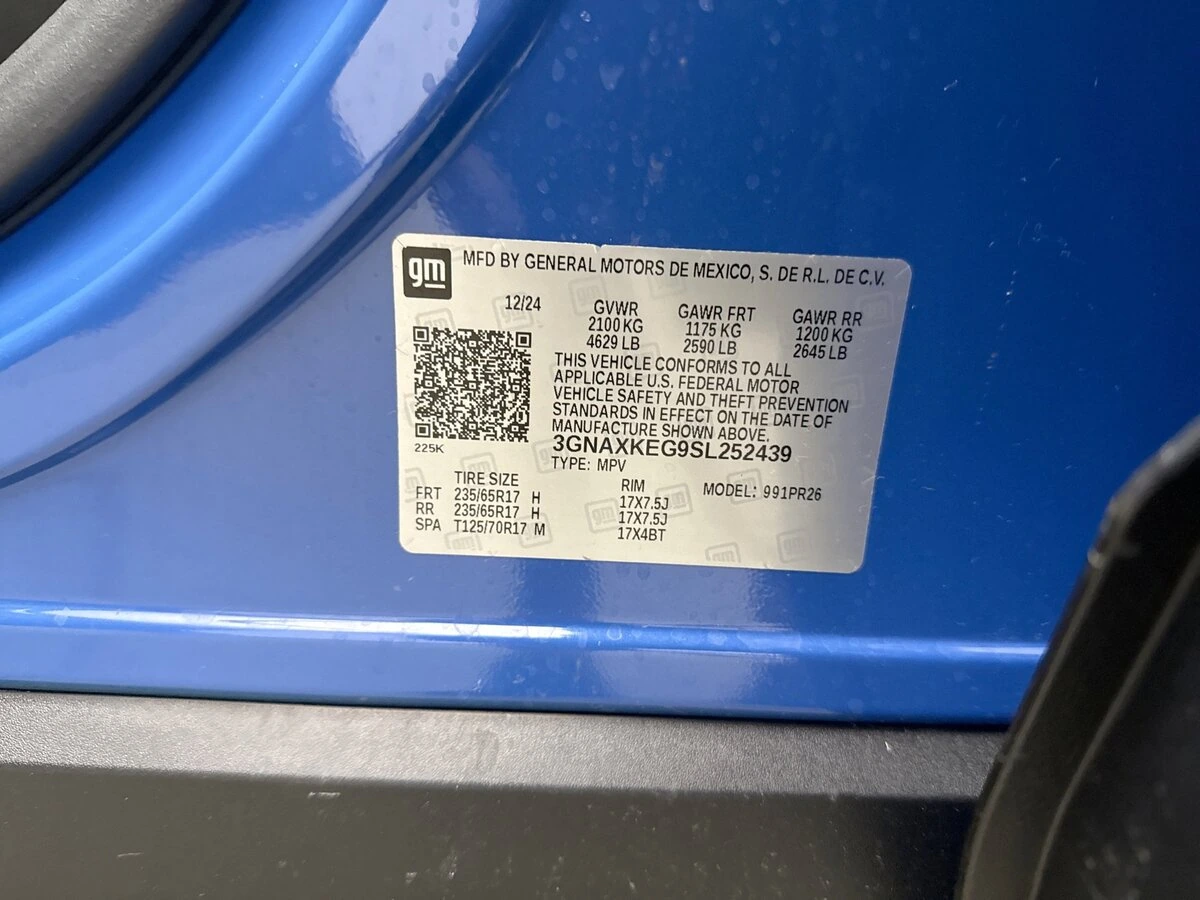 gm
MFD BY GENERAL MOTORS DE MEXICO, S. DE R.L. DE C.V.
12/24 GVWR GAWR FRT GAWR RR
2100 KG 1175 KG 1200 KG
4629 LB 2590 LB 2645 LB
THIS VEHICLE CONFORMS TO ALL
APPLICABLE U.S. FEDERAL MOTOR
VEHICLE SAFETY AND THEFT PREVENTION
STANDARDS IN EFFECT ON THE DATE OF
MANUFACTURE SHOWN ABOVE.
225K
3GNAXKEG9SL252439
TYPE: MPV
TIRE SIZE RIM MODEL: 991PR26
FRT 235/65R17 H 17X7.5J
RR 235/65R17 H 17X7.5J
SPA T125/70R17 M 17X4BT